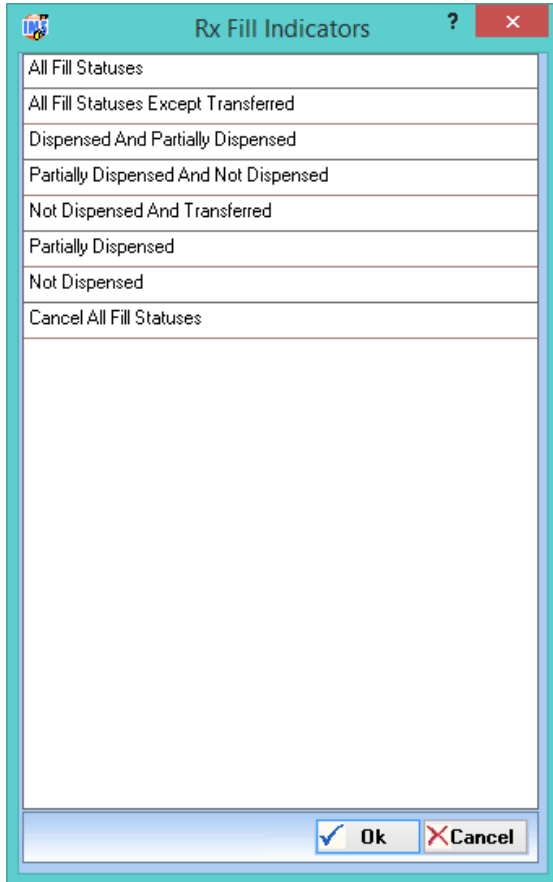 IMS
Rx Fill Indicators ? ×
All Fill Statuses
All Fill Statuses Except Transferred
Dispensed And Partially Dispensed
Partially Dispensed And Not Dispensed
Not Dispensed And Transferred
Partially Dispensed
Not Dispensed
Cancel All Fill Statuses
Ok Cancel